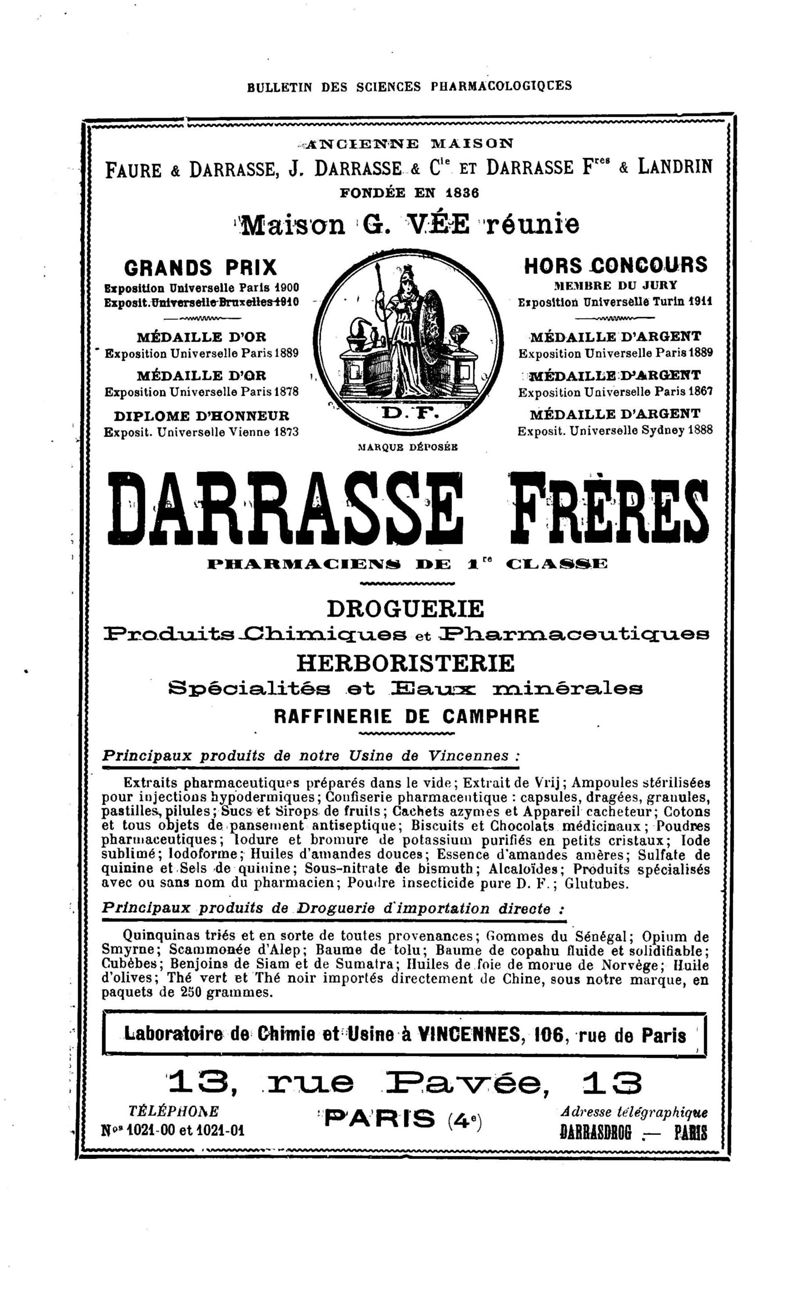 BULLETIN DES SCIENCES PHARMACOLOGIQUES
ANCIENNE MAISON
FAURE & DARRASSE, J. DARRASSE & Cie ET DARRASSE Fres & LANDRIN
FONDÉE EN 1836
Maison G. VÉE réunie
GRANDS PRIX
Exposition Universelle Paris 1900
Exposit. Universelle Bruxelles 1910
MÉDAILLE D'OR
Exposition Universelle Paris 1889
MÉDAILLE D'OR
Exposition Universelle Paris 1878
DIPLOME D'HONNEUR
Exposit. Universelle Vienne 1873
D. F.
MARQUE DÉPOSÉE
HORS CONCOURS
MEMBRE DU JURY
Exposition Universelle Turin 1911
MÉDAILLE D'ARGENT
Exposition Universelle Paris 1889
MÉDAILLE D'ARGENT
Exposition Universelle Paris 1867
MÉDAILLE D'ARGENT
Exposit. Universelle Sydney 1888
DARRASSE FRÈRES
PHARMACIENS DE 1re CLASSE
DROGUERIE
Produits Chimiques et Pharmaceutiques
HERBORISTERIE
Spécialités et Eaux minérales
RAFFINERIE DE CAMPHRE
Principaux produits de notre Usine de Vincennes :
Extraits pharmaceutiques préparés dans le vide; Extrait de Vrij; Ampoules stérilisées
pour injections hypodermiques; Confiserie pharmaceutique : capsules, dragées, granules,
pastilles, pilules; Sucs et Sirops de fruits; Cachets azymes et Appareil cacheteur; Cotons
et tous objets de pansement antiseptique; Biscuits et Chocolats médicinaux; Poudres
pharmaceutiques; Iodure et bromure de potassium purifiés en petits cristaux; Iode
sublimé; Iodoforme; Huiles d'amandes douces; Essence d'amandes amères; Sulfate de
quinine et Sels de quinine; Sous-nitrate de bismuth; Alcaloïdes; Produits spécialisés
avec ou sans nom du pharmacien; Poudre insecticide pure D. F.; Glutubes.
Principaux produits de Droguerie d'importation directe :
Quinquinas triés et en sorte de toutes provenances; Gommes du Sénégal; Opium de
Smyrne; Scammonée d'Alep; Baume de tolu; Baume de copahu fluide et solidifiable;
Cubèbes; Benjoins de Siam et de Sumatra; Huiles de foie de morue de Norvège; Huile
d'olives; Thé vert et Thé noir importés directement de Chine, sous notre marque, en
paquets de 250 grammes.
Laboratoire de Chimie et Usine à VINCENNES, 106, rue de Paris
13, rue Pavée, 13
TÉLÉPHONE
Nos 1021-00 et 1021-01
PARIS (4e)
Adresse télégraphique
DARRASDROG .— PARIS